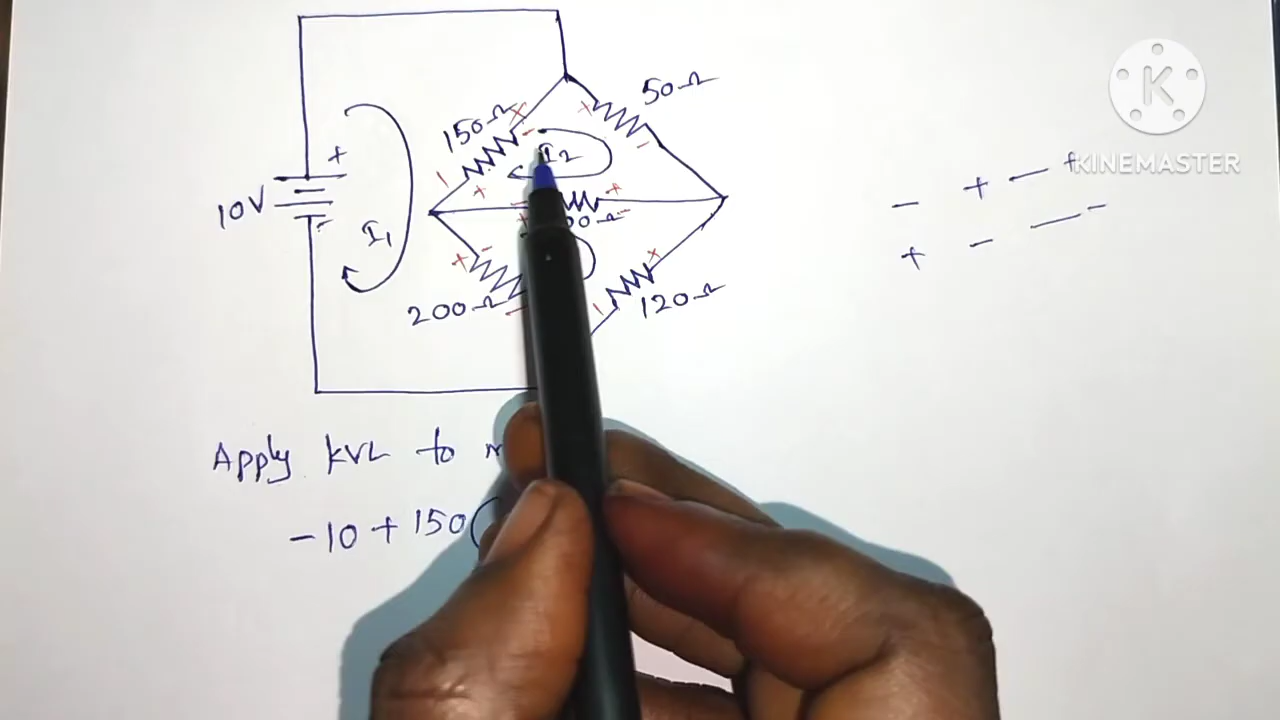 50Ω
150Ω
+
I2
10V
I1
200Ω
120Ω
- + - +
+ - - -
Apply KVL to
-10 + 150(
K
KINEMASTER